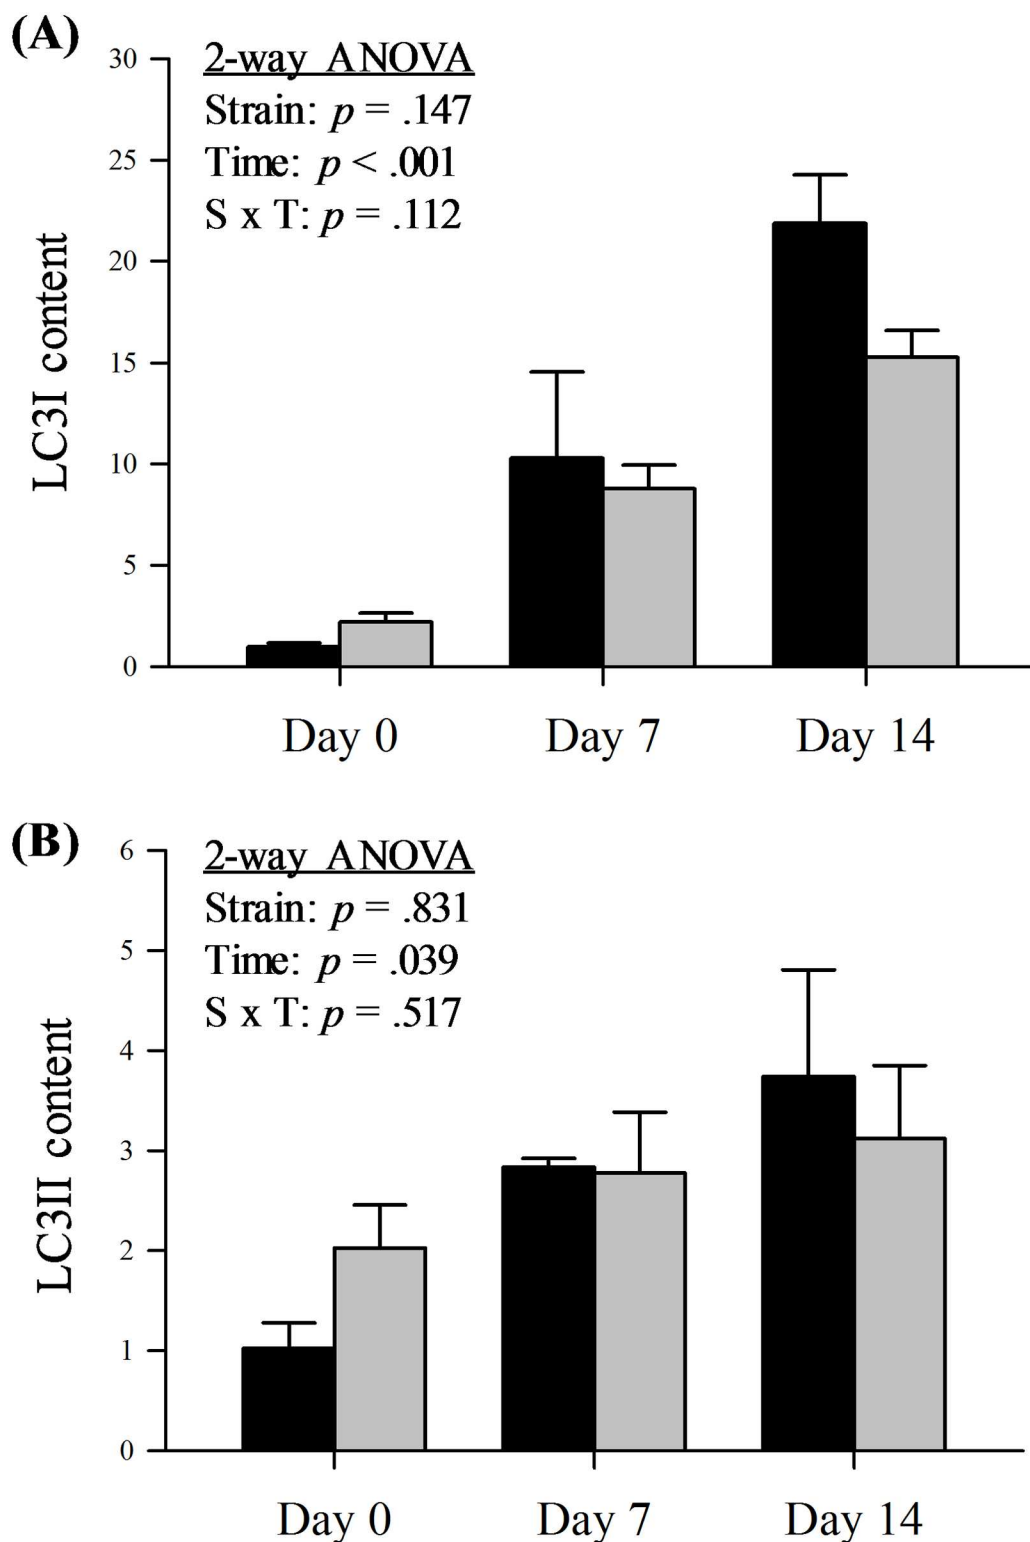 (A)
2-way ANOVA
Strain: p = .147
Time: p < .001
S x T: p = .112
LC3I content
30
25
20
15
10
5
0
Day 0
Day 7
Day 14
(B)
2-way ANOVA
Strain: p = .831
Time: p = .039
S x T: p = .517
LC3II content
6
5
4
3
2
1
0
Day 0
Day 7
Day 14